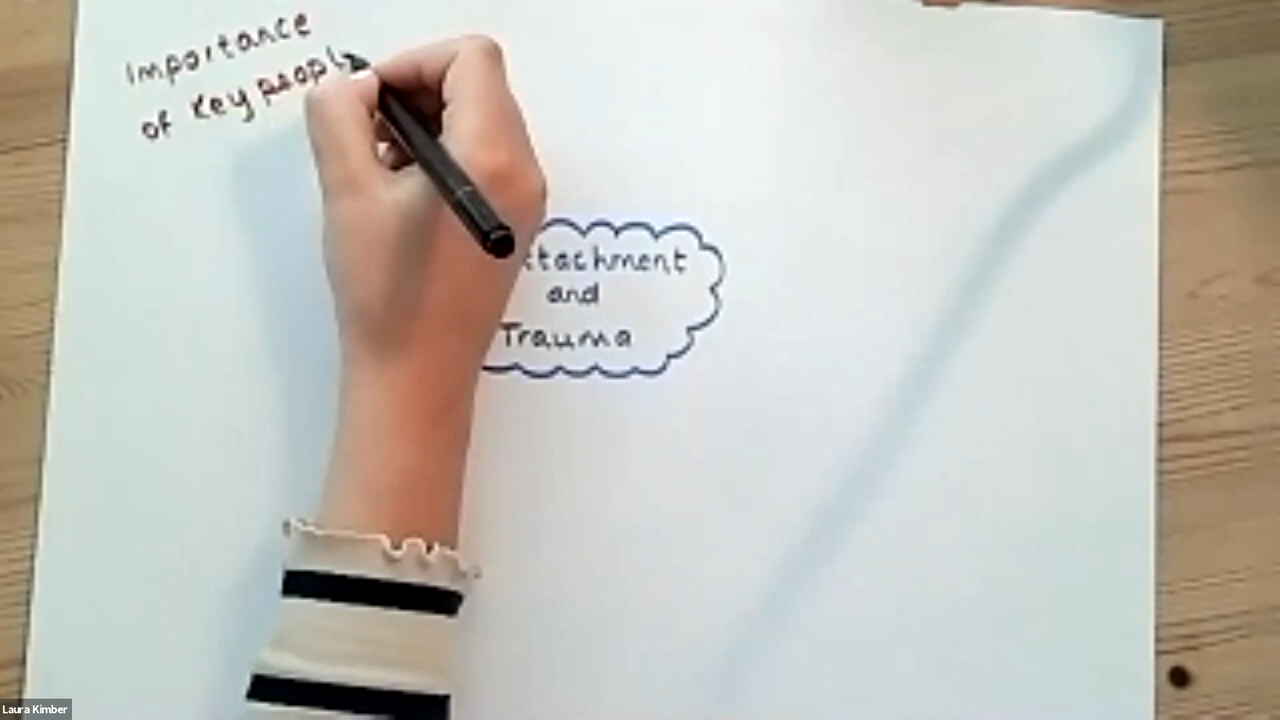 Importance
of Key peopl
ttachment
and
Trauma
Laura Kimber